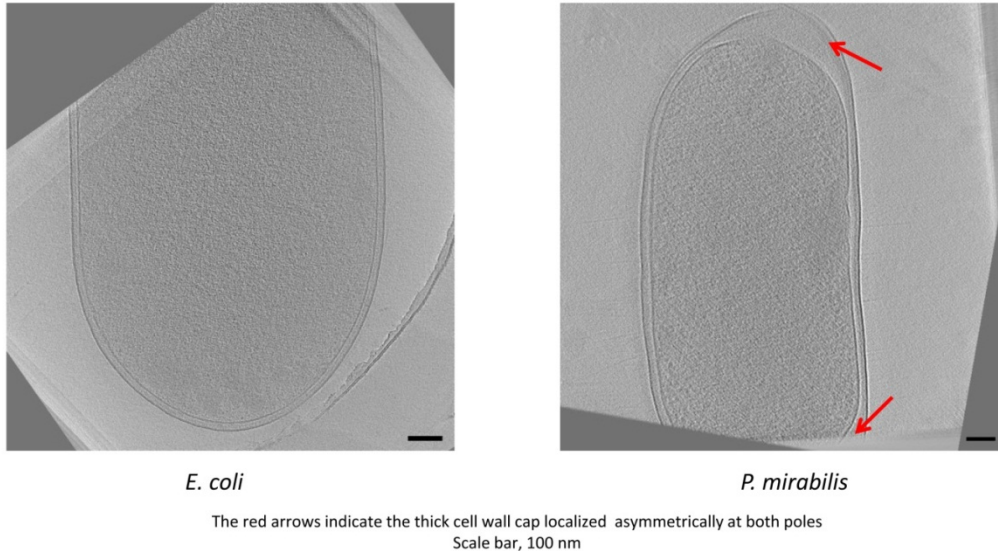 E. coli
P. mirabilis
The red arrows indicate the thick cell wall cap localized asymmetrically at both poles
Scale bar, 100 nm